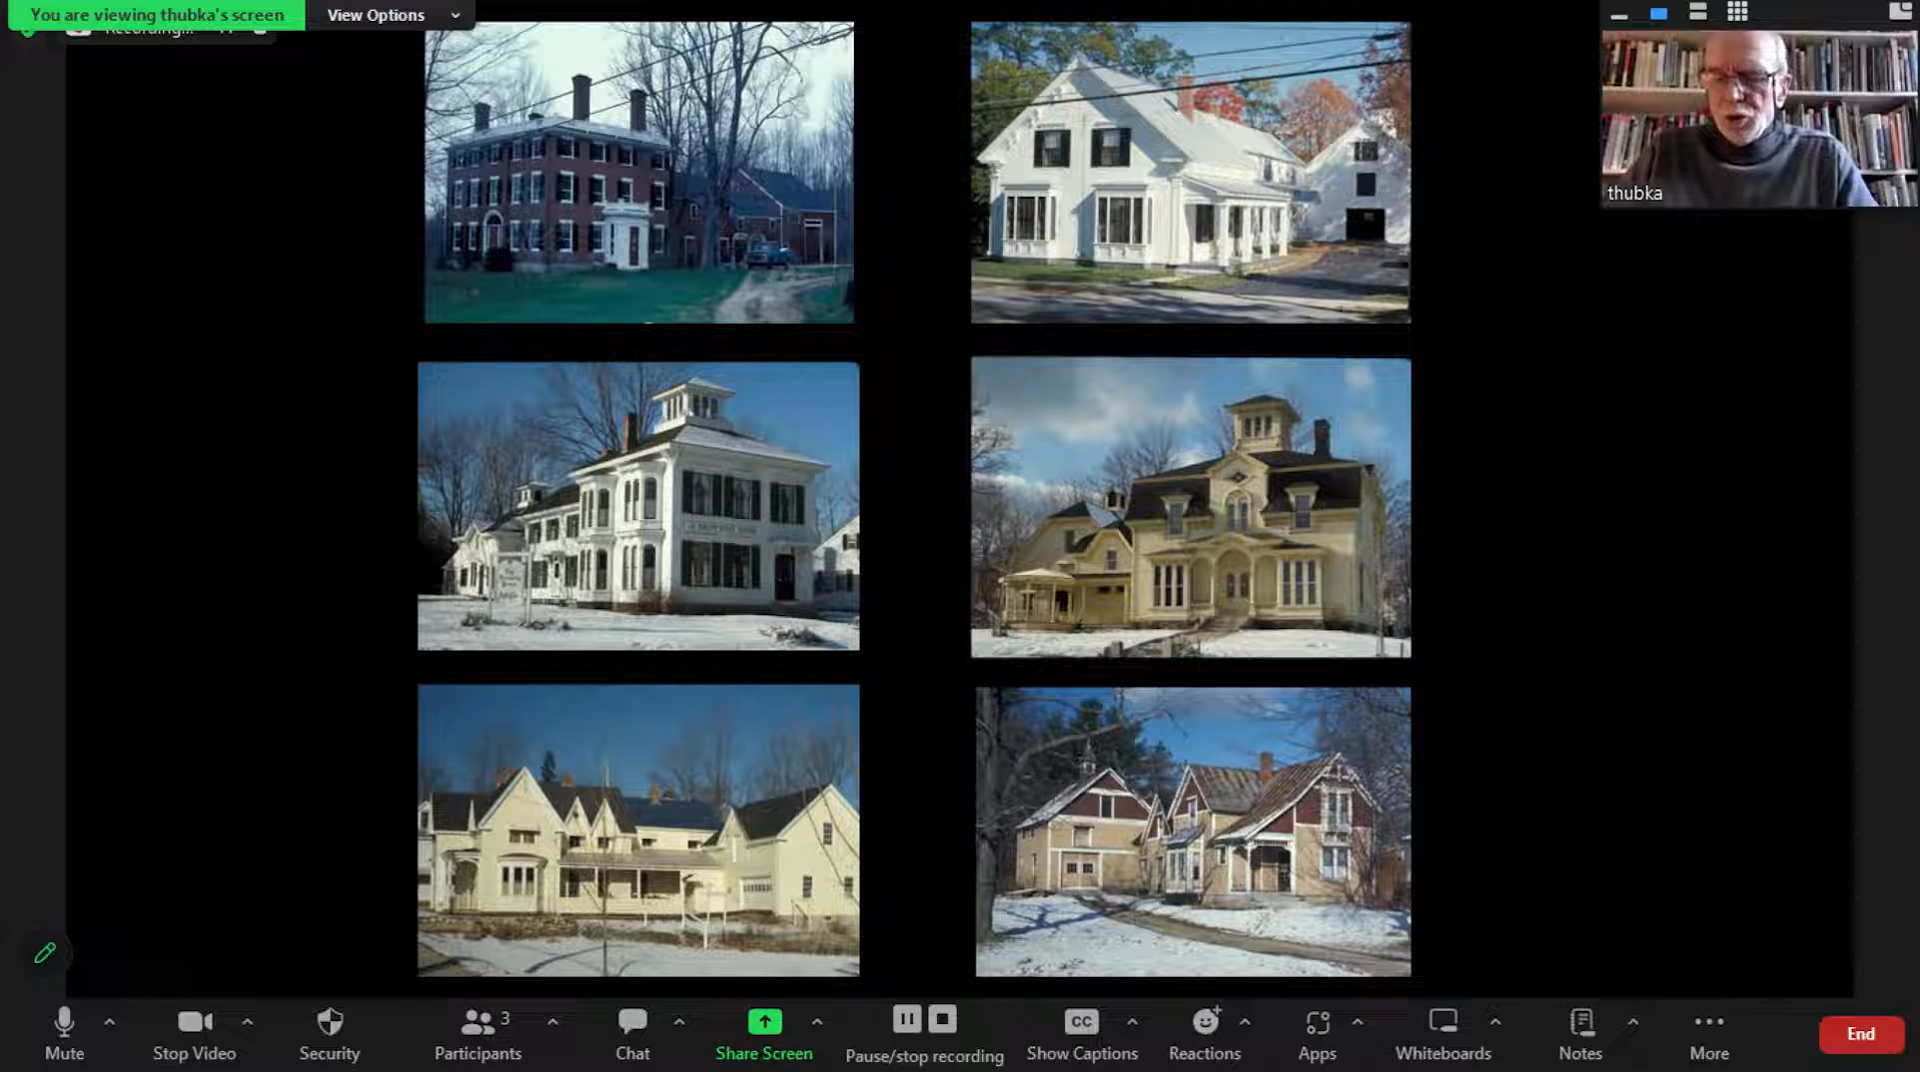 You are viewing thubka's screen
View Options
Recording...
thubka
3
CC
Mute
Stop Video
Security
Participants
Chat
Share Screen
Pause/stop recording
Show Captions
Reactions
Apps
Whiteboards
Notes
More
End